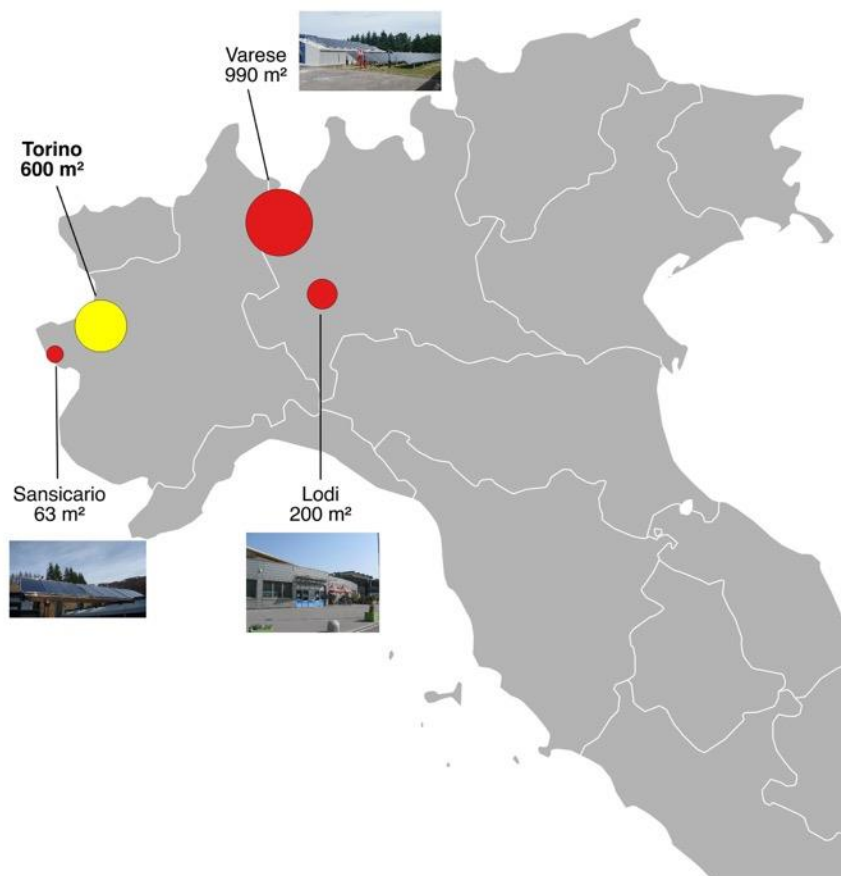 Varese
990 m²
Torino
600 m²
Sansicario
63 m²
Lodi
200 m²